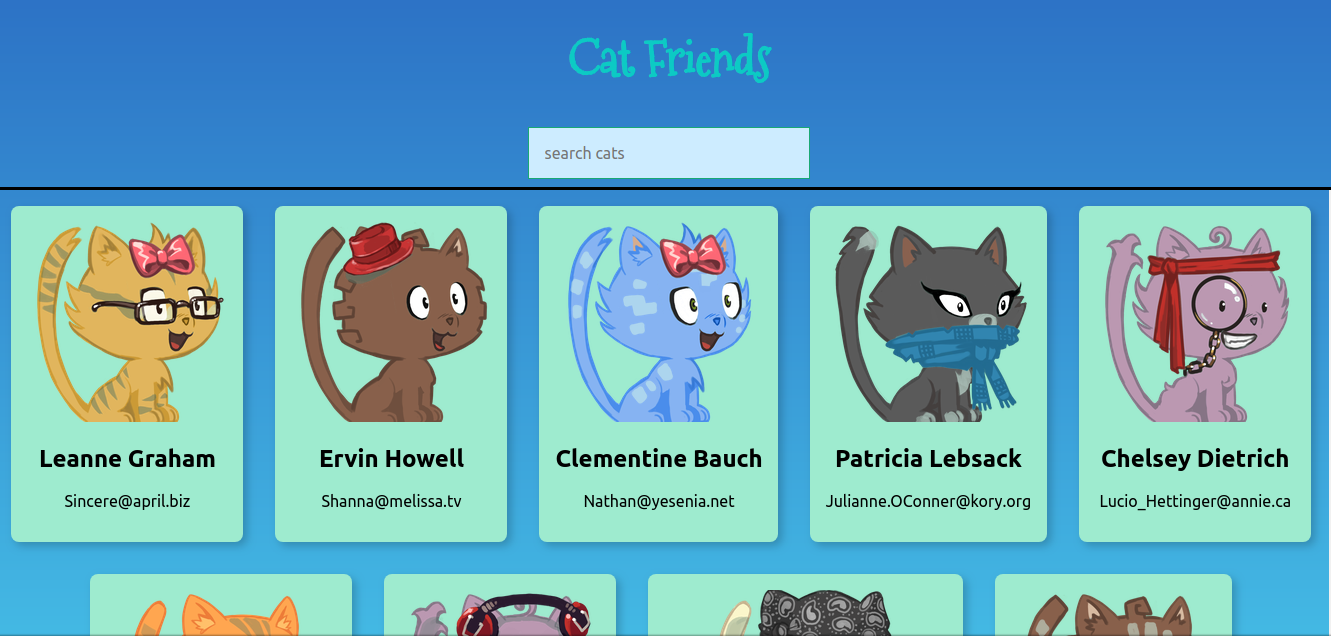 Cat Friends
search cats
Leanne Graham
Sincere@april.biz
Ervin Howell
Shanna@melissa.tv
Clementine Bauch
Nathan@yesenia.net
Patricia Lebsack
Julianne.OConner@kory.org
Chelsey Dietrich
Lucio_Hettinger@annie.ca